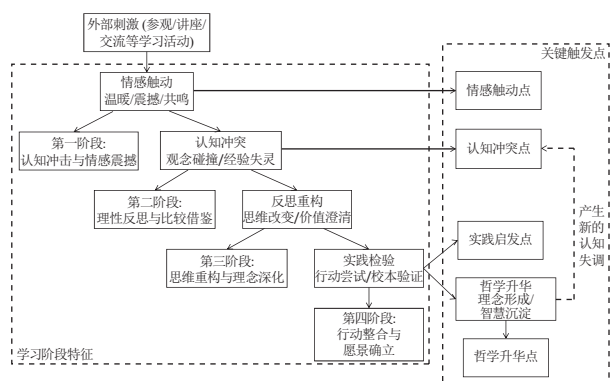 外部刺激 (参观/讲座/
交流等学习活动)
关键触发点
情感触动
温暖/震撼/共鸣
情感触动点
第一阶段:
认知冲击与情感震撼
认知冲突
观念碰撞/经验失灵
认知冲突点
第二阶段:
理性反思与比较借鉴
反思重构
思维改变/价值澄清
产生
新的
认知
失调
实践启发点
第三阶段:
思维重构与理念深化
实践检验
行动尝试/校本验证
哲学升华
理念形成/
智慧沉淀
第四阶段:
行动整合与
愿景确立
哲学升华点
学习阶段特征